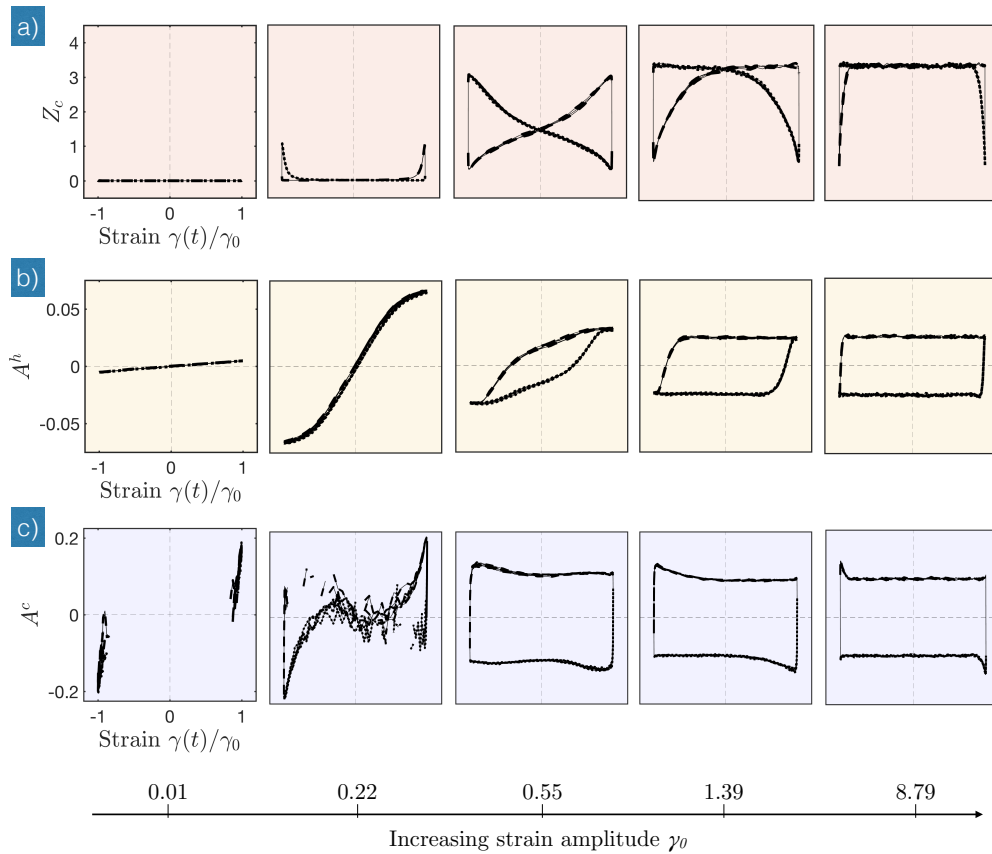 a)
4
3
2
1
0
Z_c
-1 0 1
Strain γ(t)/γ_0
b)
0.05
0
-0.05
A^h
-1 0 1
Strain γ(t)/γ_0
c)
0.2
0
-0.2
A^c
-1 0 1
Strain γ(t)/γ_0
0.01 0.22 0.55 1.39 8.79
Increasing strain amplitude γ_0